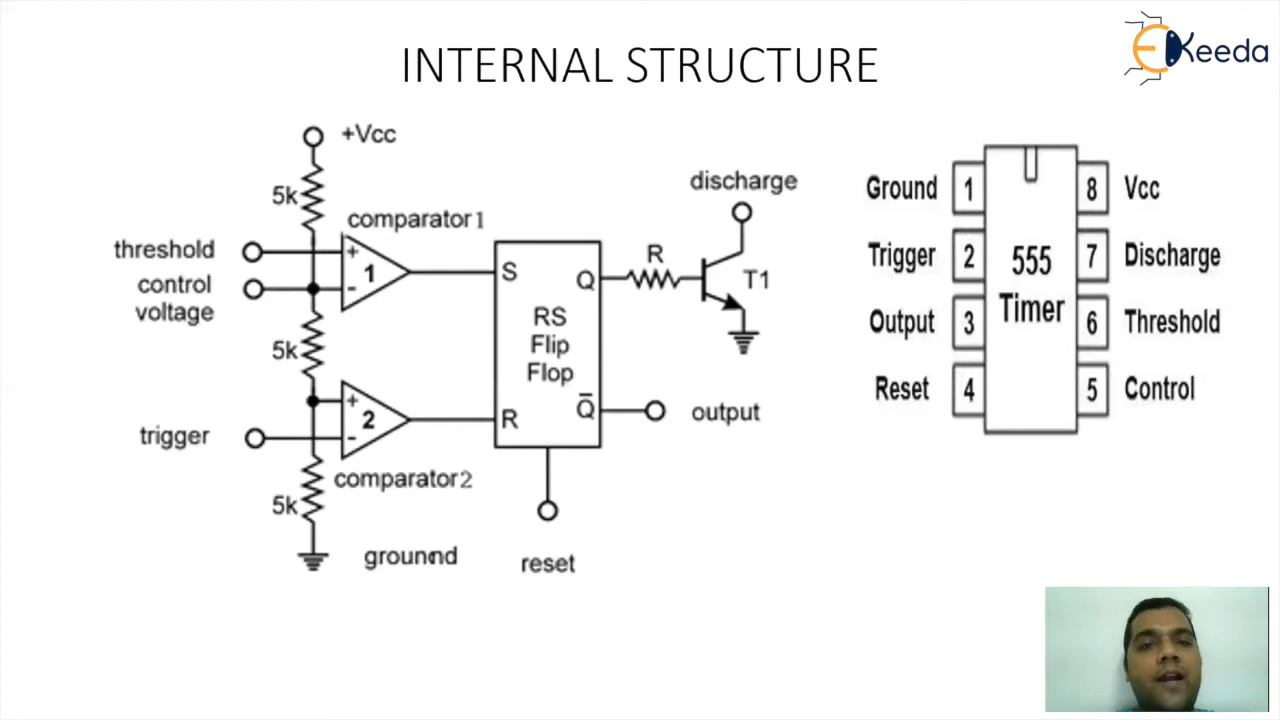 INTERNAL STRUCTURE
EKeeda
+Vcc
5k
comparator1
threshold
+
1
control
voltage
-
5k
+
2
trigger
-
comparator2
5k
ground
reset
S
Q
RS
Flip
Flop
R
Q̅
R
discharge
T1
output
Ground 1 8 Vcc
Trigger 2 7 Discharge
555
Timer
Output 3 6 Threshold
Reset 4 5 Control